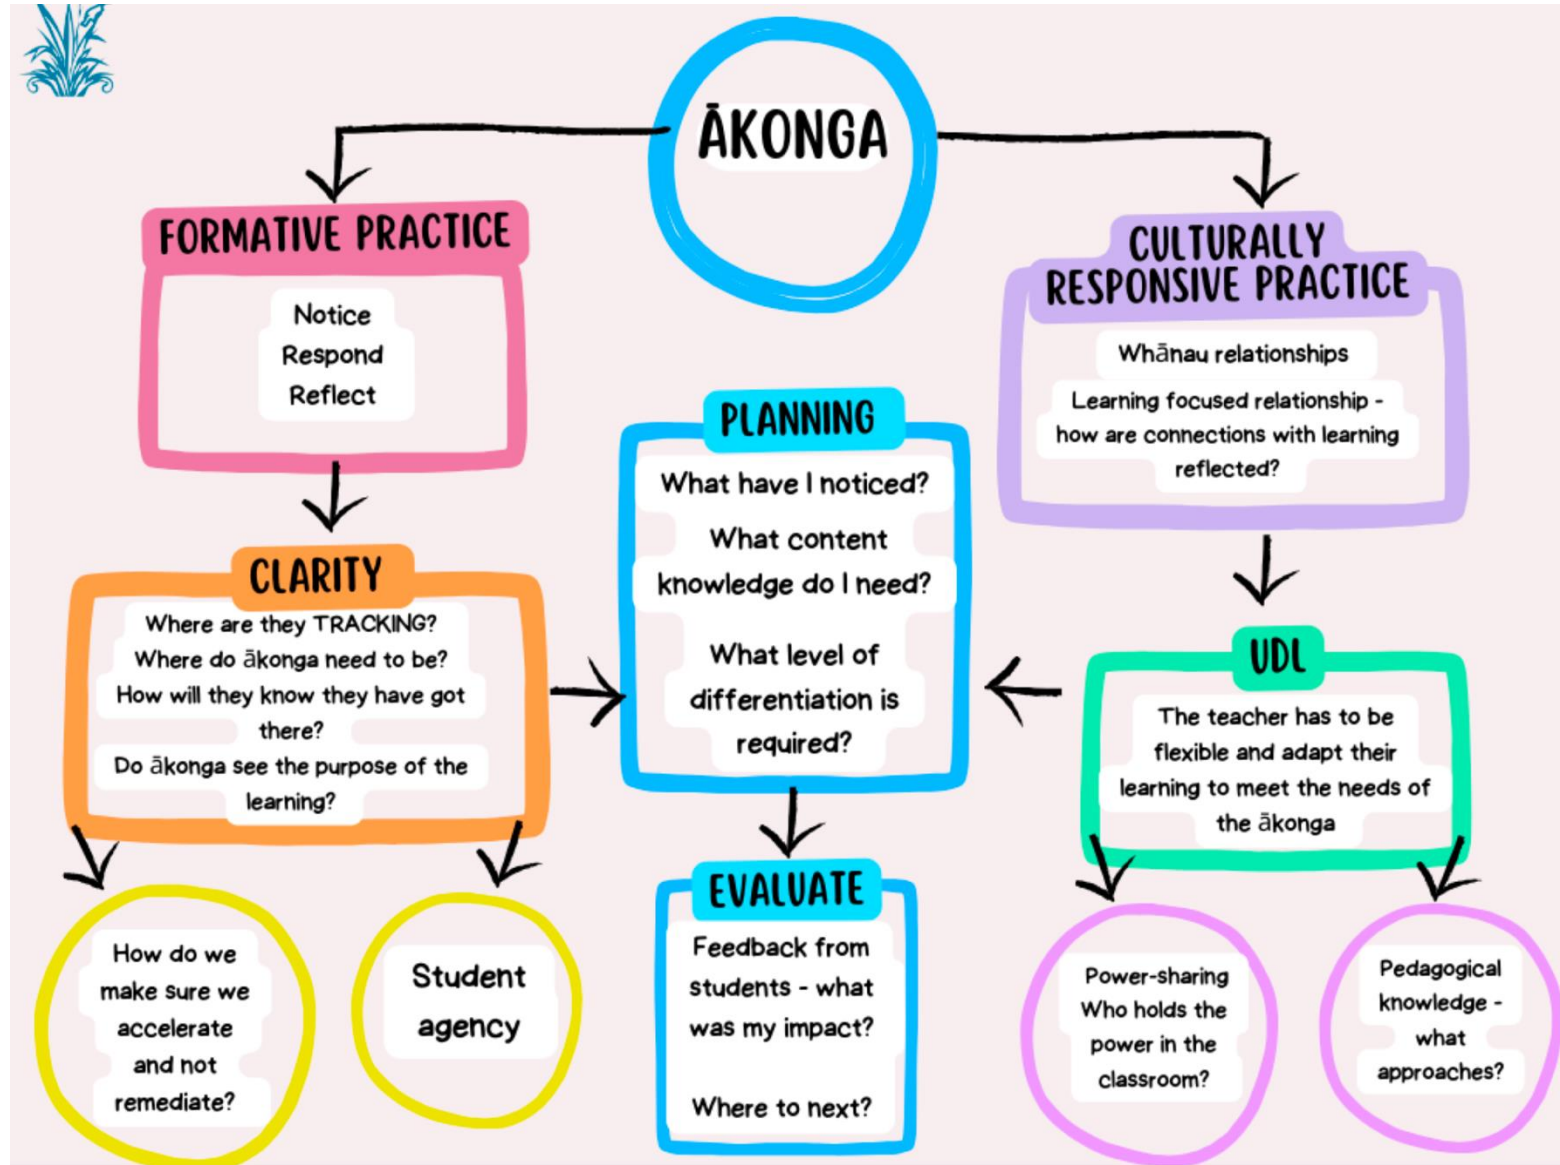 ĀKONGA
FORMATIVE PRACTICE
Notice
Respond
Reflect
CULTURALLY
RESPONSIVE PRACTICE
Whānau relationships
Learning focused relationship -
how are connections with learning
reflected?
CLARITY
Where are they TRACKING?
Where do ākonga need to be?
How will they know they have got
there?
Do ākonga see the purpose of the
learning?
PLANNING
What have I noticed?
What content
knowledge do I need?
What level of
differentiation is
required?
UDL
The teacher has to be
flexible and adapt their
learning to meet the needs of
the ākonga
How do we
make sure we
accelerate
and not
remediate?
Student
agency
EVALUATE
Feedback from
students - what
was my impact?
Where to next?
Power-sharing
Who holds the
power in the
classroom?
Pedagogical
knowledge -
what
approaches?